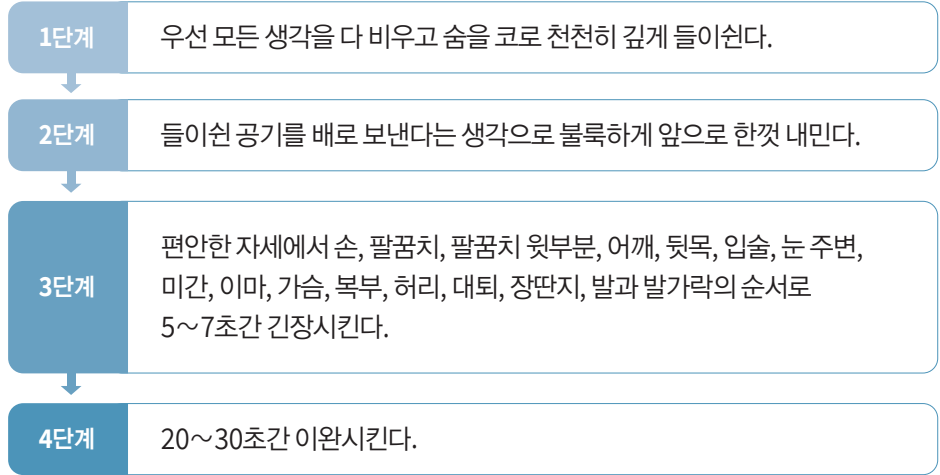 1단계
우선 모든 생각을 다 비우고 숨을 코로 천천히 깊게 들이쉰다.
2단계
들이쉰 공기를 배로 보낸다는 생각으로 불룩하게 앞으로 한껏 내민다.
3단계
편안한 자세에서 손, 팔꿈치, 팔꿈치 윗부분, 어깨, 뒷목, 입술, 눈 주변,
미간, 이마, 가슴, 복부, 허리, 대퇴, 장딴지, 발과 발가락의 순서로
5～7초간 긴장시킨다.
4단계
20～30초간 이완시킨다.